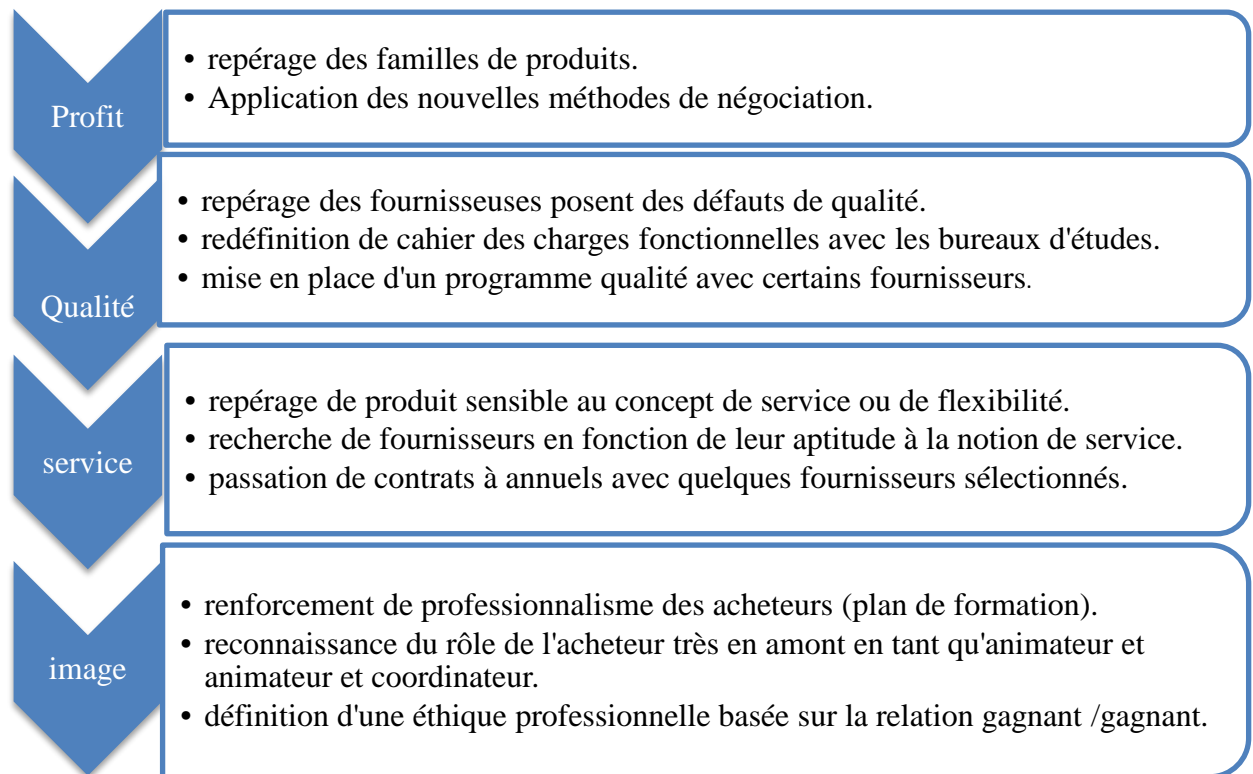 Profit
• repérage des familles de produits.
• Application des nouvelles méthodes de négociation.
Qualité
• repérage des fournisseuses posent des défauts de qualité.
• redéfinition de cahier des charges fonctionnelles avec les bureaux d'études.
• mise en place d'un programme qualité avec certains fournisseurs.
service
• repérage de produit sensible au concept de service ou de flexibilité.
• recherche de fournisseurs en fonction de leur aptitude à la notion de service.
• passation de contrats à annuels avec quelques fournisseurs sélectionnés.
image
• renforcement de professionnalisme des acheteurs (plan de formation).
• reconnaissance du rôle de l'acheteur très en amont en tant qu'animateur et
animateur et coordinateur.
• définition d'une éthique professionnelle basée sur la relation gagnant /gagnant.